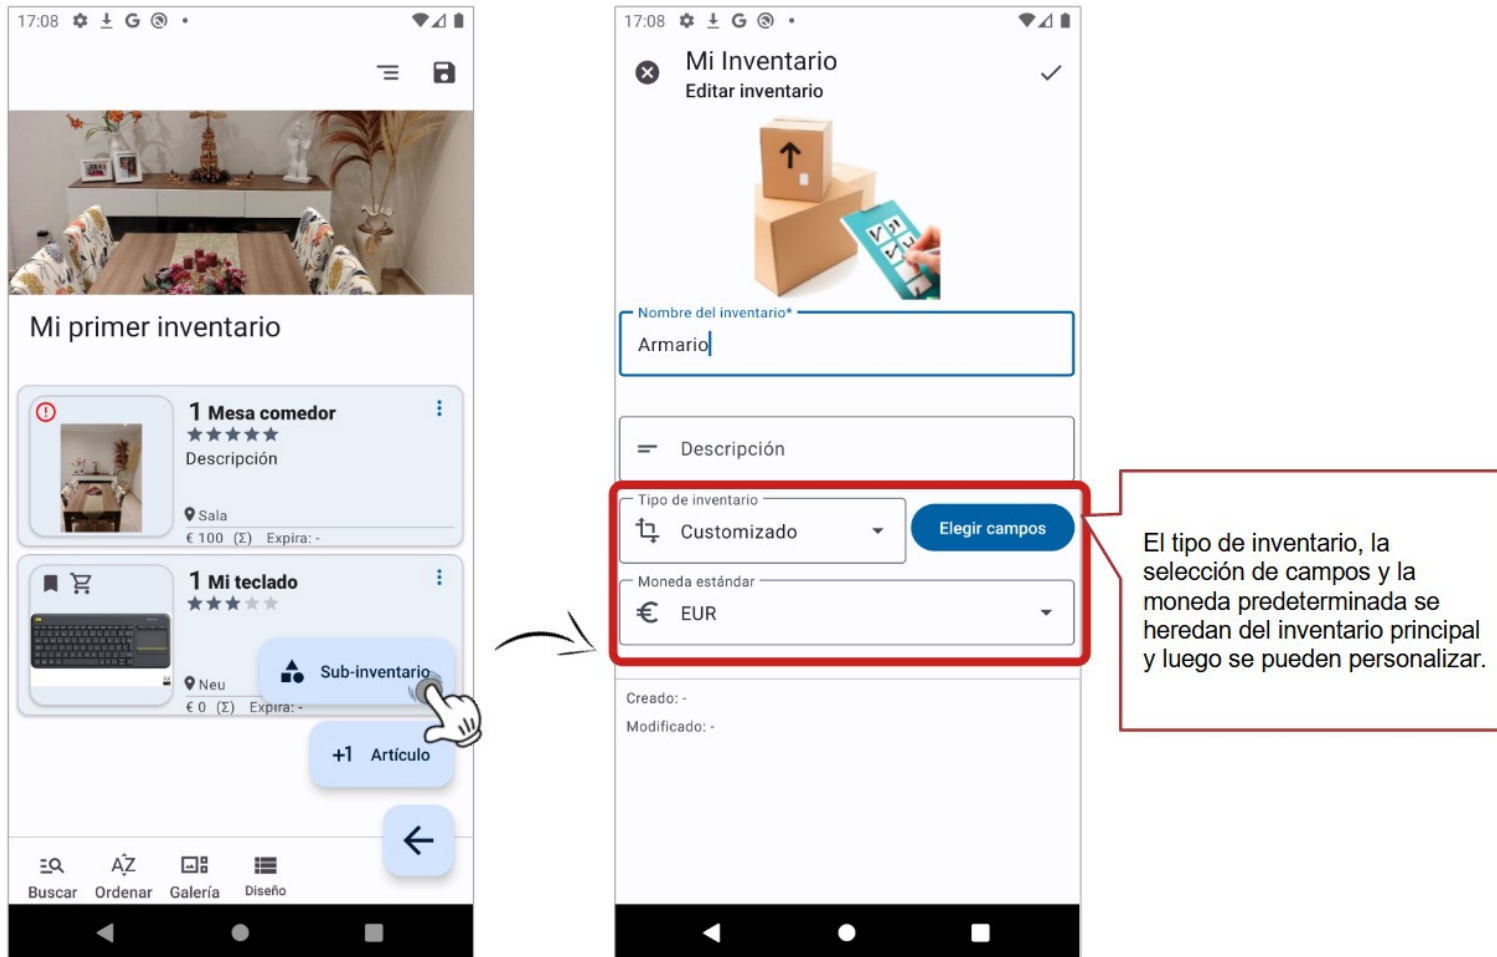 17:08
Mi primer inventario
1 Mesa comedor
Descripción
Sala
€ 100 (Σ) Expira: -
1 Mi teclado
Neu
€ 0 (Σ) Expira: -
Sub-inventario
+1 Artículo
Buscar Ordenar Galería Diseño
17:08
Mi Inventario
Editar inventario
Nombre del inventario*
Armario
Descripción
Tipo de inventario
Customizado
Elegir campos
Moneda estándar
€ EUR
Creado: -
Modificado: -
El tipo de inventario, la
selección de campos y la
moneda predeterminada se
heredan del inventario principal
y luego se pueden personalizar.